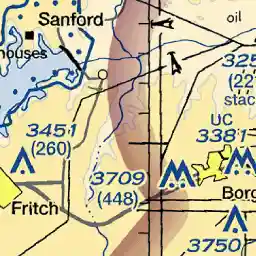 Sanford
oil
houses
325
(22
stac
UC
3381
3451
(260)
3709
(448)
Borg
Fritch
3750